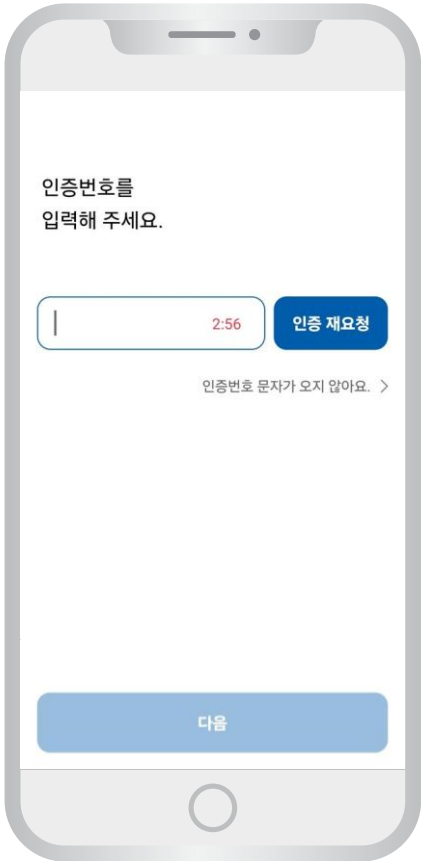 인증번호를
입력해 주세요.
2:56 인증 재요청
인증번호 문자가 오지 않아요. >
다음